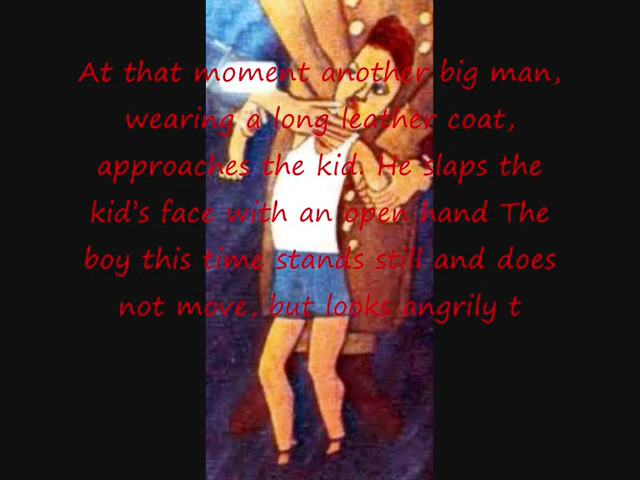 At that moment another big man,
wearing a long leather coat,
approaches the kid. He slaps the
kid's face with an open hand The
boy this time stands still and does
not move, but looks angrily t